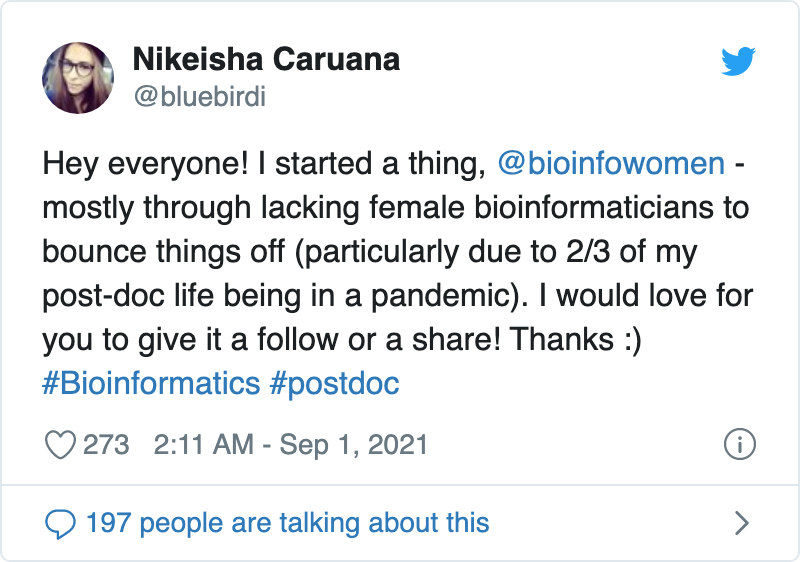 Nikeisha Caruana
@bluebirdi
Hey everyone! I started a thing, @bioinfowomen -
mostly through lacking female bioinformaticians to
bounce things off (particularly due to 2/3 of my
post-doc life being in a pandemic). I would love for
you to give it a follow or a share! Thanks :)
#Bioinformatics #postdoc
273 2:11 AM - Sep 1, 2021
197 people are talking about this